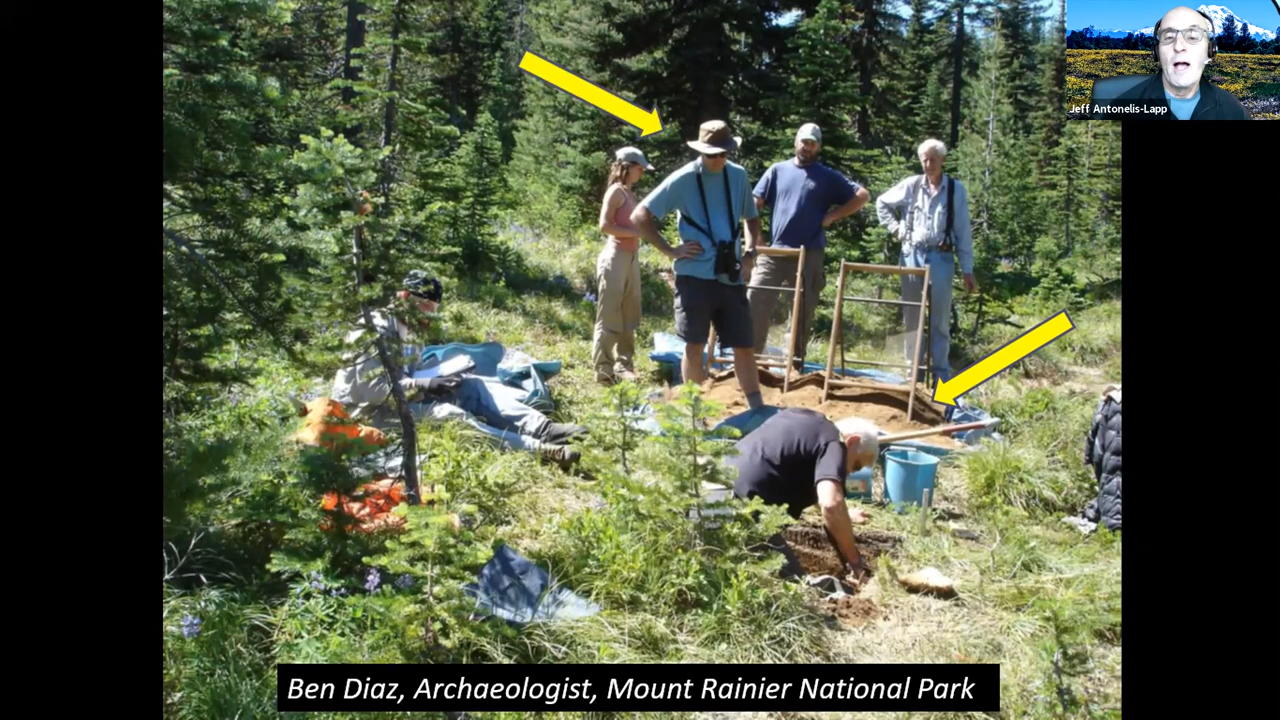 Jeff Antonelis-Lapp
Ben Diaz, Archaeologist, Mount Rainier National Park